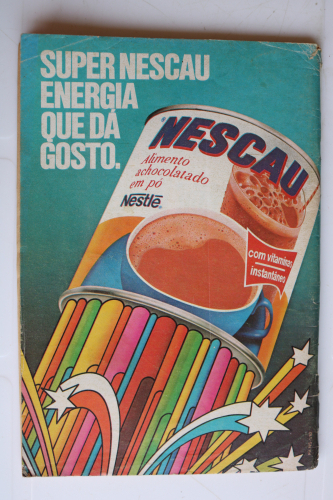 SUPER NESCAU
ENERGIA
QUE DÁ
GOSTO.
NESCAU
Alimento
achocolatado
em pó
Nestlé
com vitaminas
instantâneo